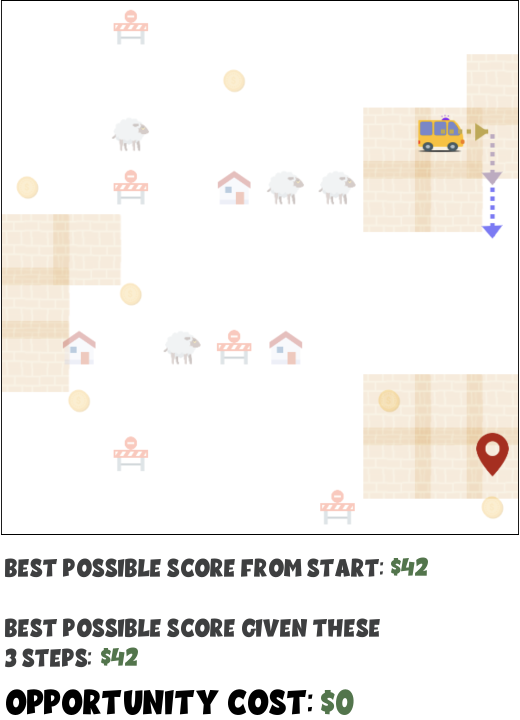 BEST POSSIBLE SCORE FROM START: $42
BEST POSSIBLE SCORE GIVEN THESE
3 STEPS: $42
OPPORTUNITY COST: $0